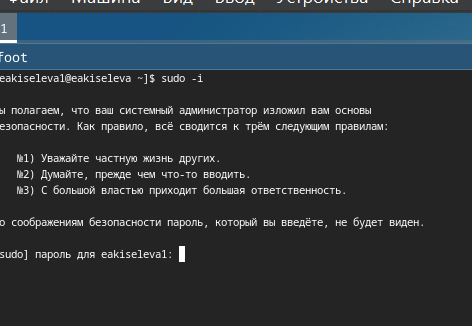 Файл Машина Вид Ввод Устройства Справка
1
foot
eakiseleva1@eakiseleva ~]$ sudo -i
ы полагаем, что ваш системный администратор изложил вам основы
езопасности. Как правило, всё сводится к трём следующим правилам:
№1) Уважайте частную жизнь других.
№2) Думайте, прежде чем что-то вводить.
№3) С большой властью приходит большая ответственность.
о соображениям безопасности пароль, который вы введёте, не будет виден.
sudo] пароль для eakiseleva1: